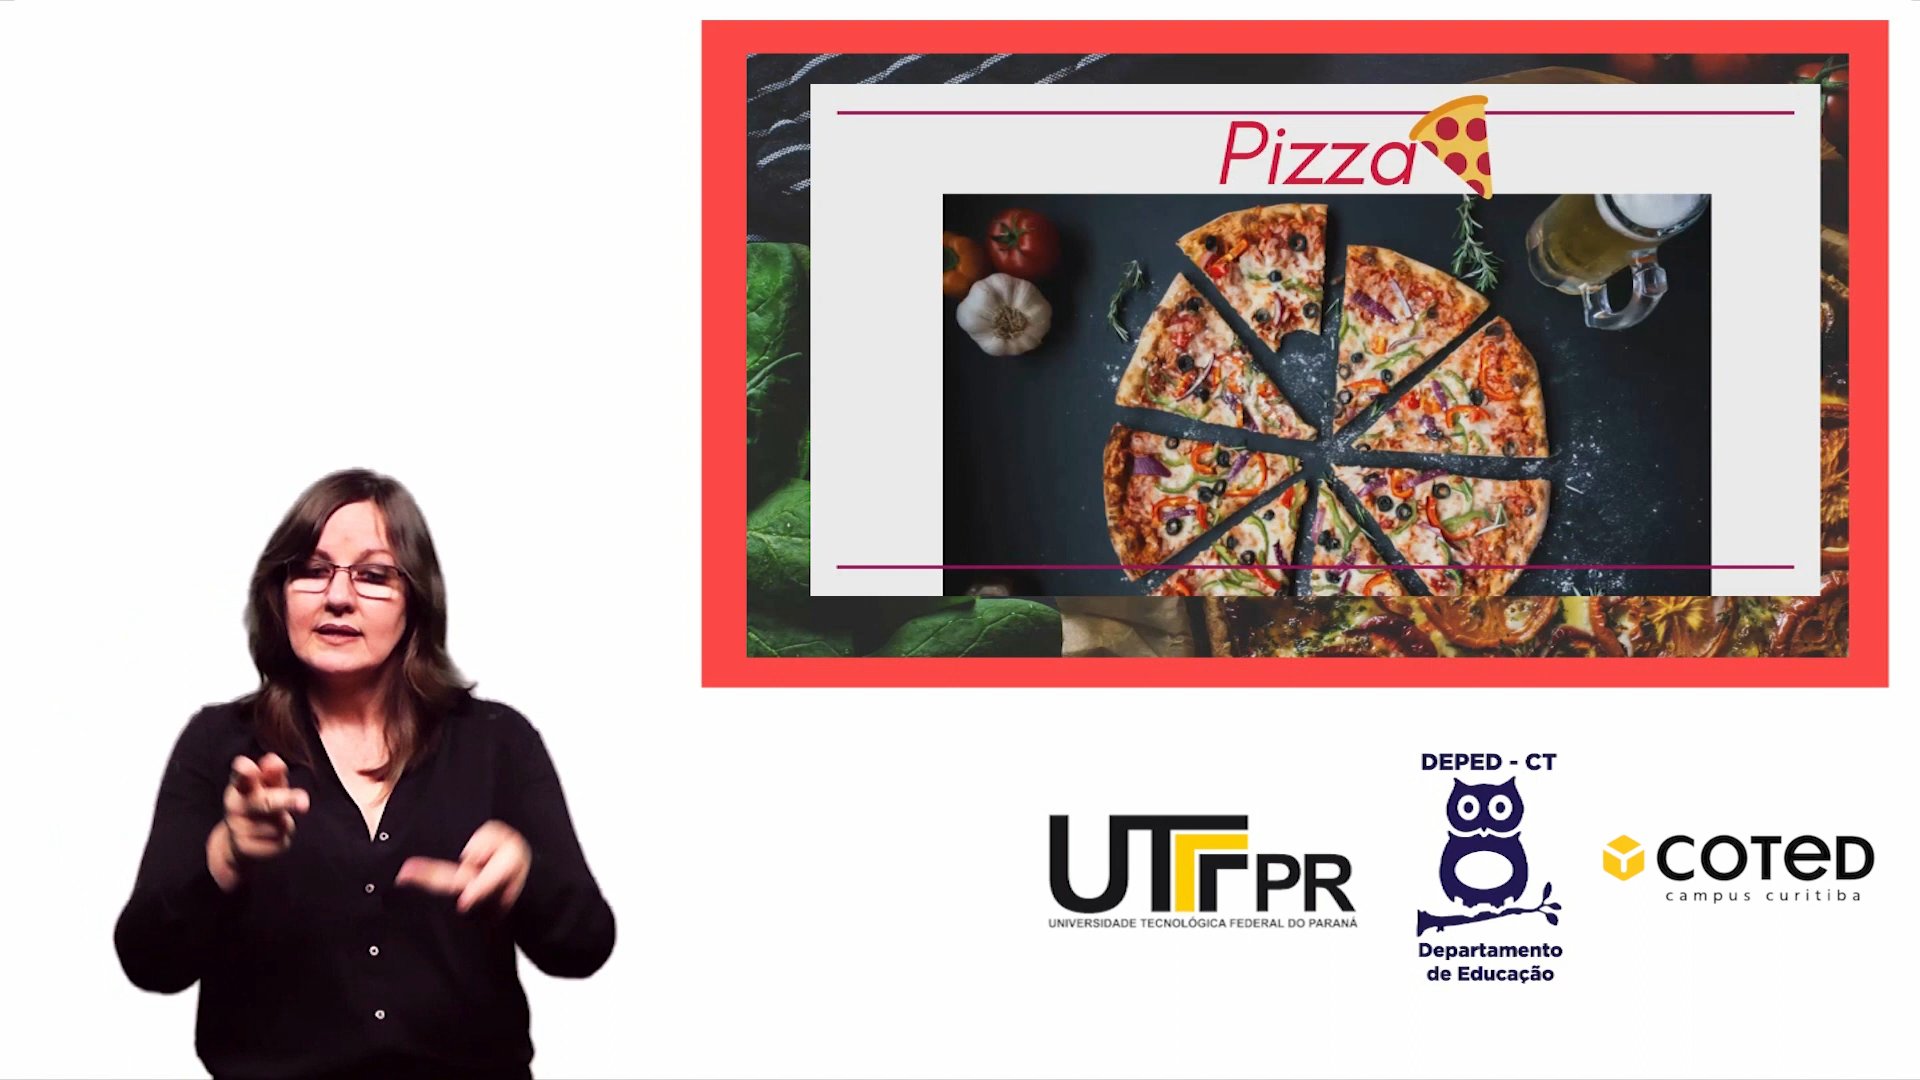 Pizza
DEPED - CT
UTFPR
UNIVERSIDADE TECNOLÓGICA FEDERAL DO PARANÁ
COTED
campus curitiba
Departamento
de Educação